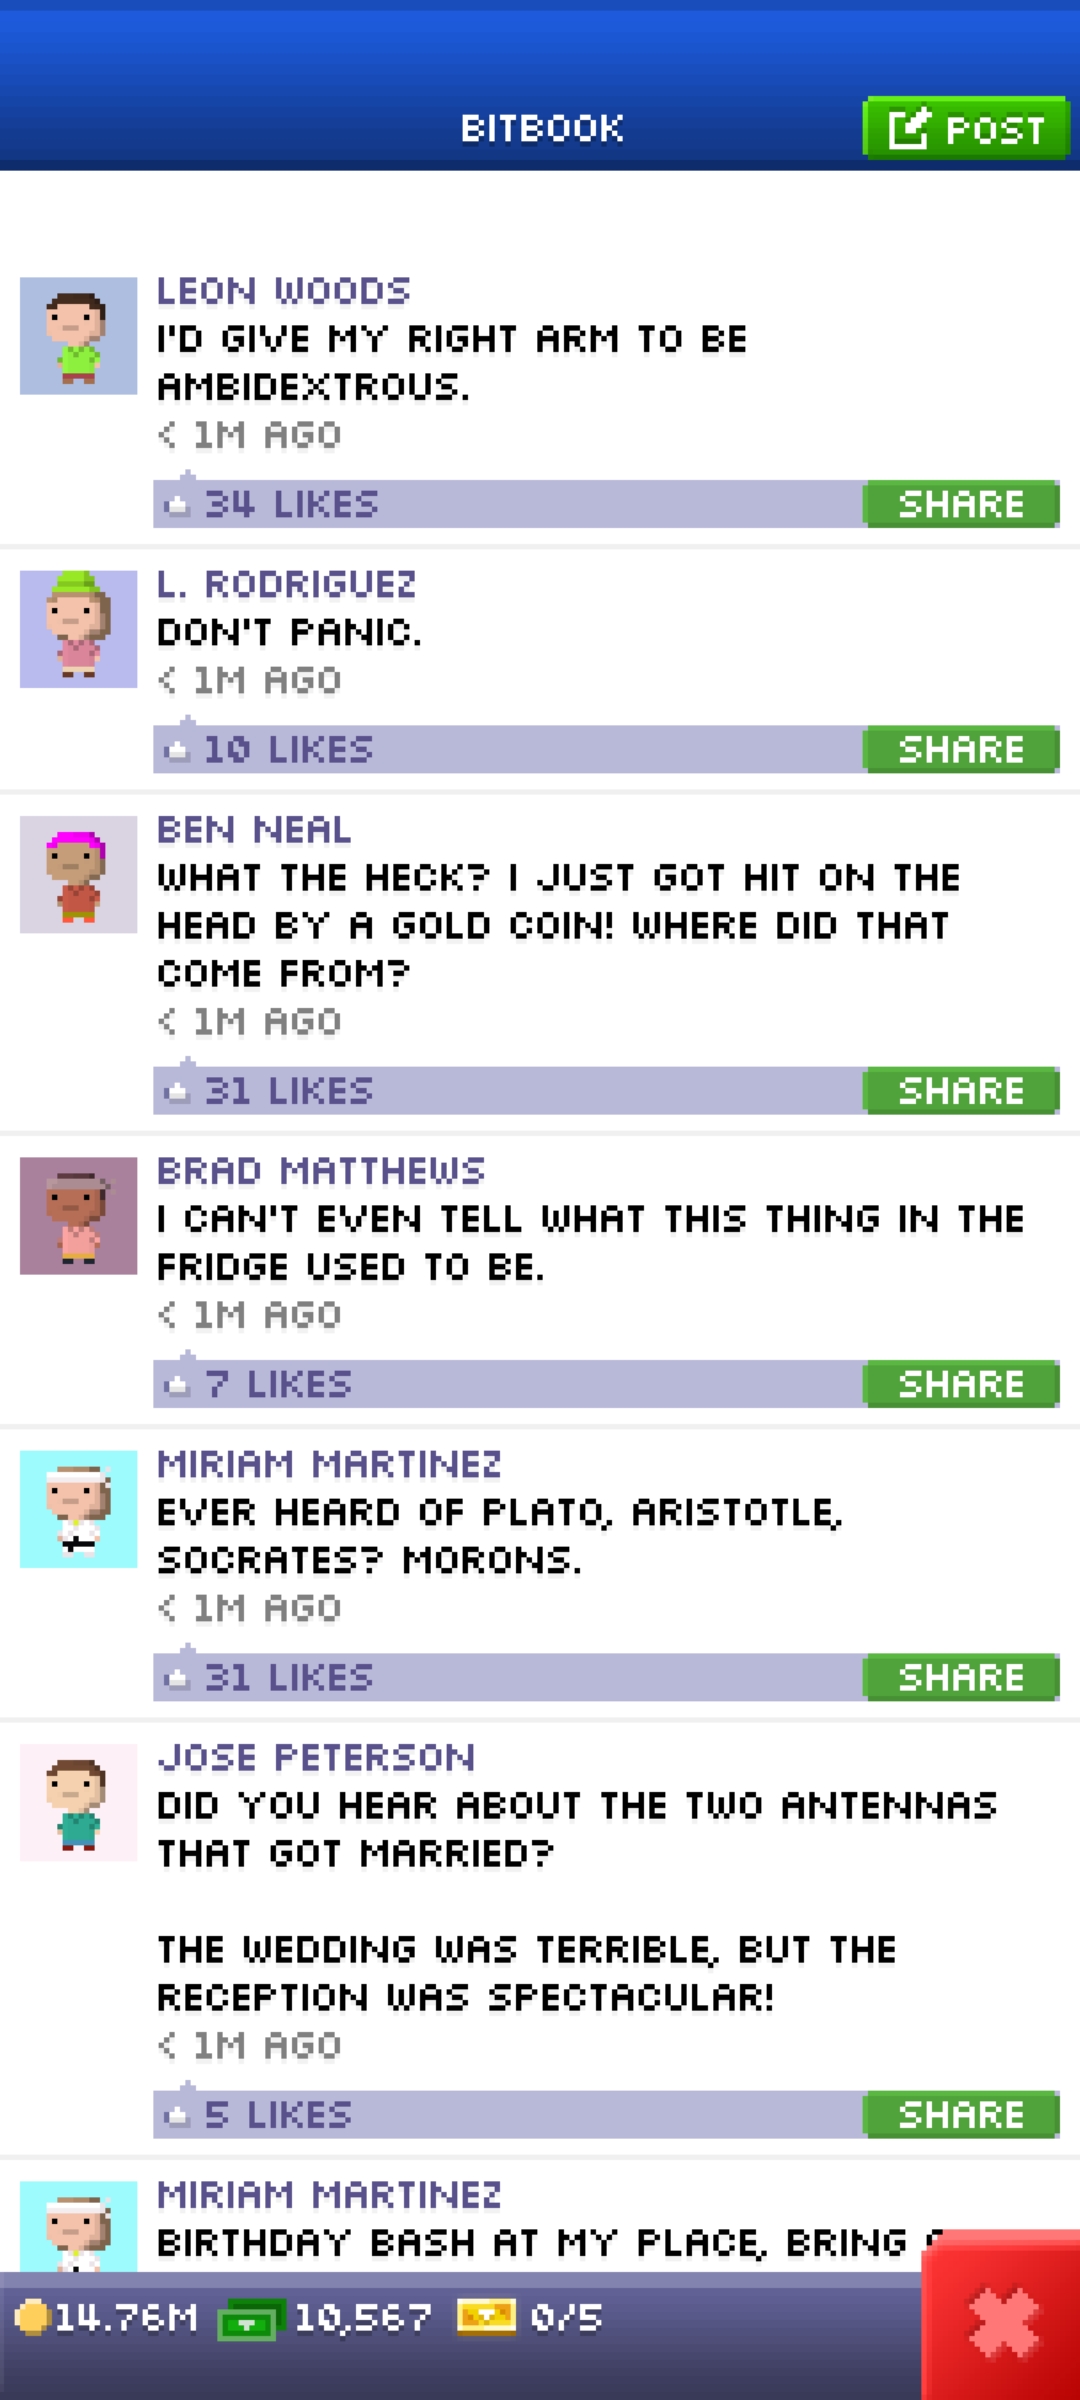 BITBOOK
POST
LEON WOODS
I'D GIVE MY RIGHT ARM TO BE
AMBIDEXTROUS.
< 1M AGO
34 LIKES
SHARE
L. RODRIGUEZ
DON'T PANIC.
< 1M AGO
10 LIKES
SHARE
BEN NEAL
WHAT THE HECK? I JUST GOT HIT ON THE
HEAD BY A GOLD COIN! WHERE DID THAT
COME FROM?
< 1M AGO
31 LIKES
SHARE
BRAD MATTHEWS
I CAN'T EVEN TELL WHAT THIS THING IN THE
FRIDGE USED TO BE.
< 1M AGO
7 LIKES
SHARE
MIRIAM MARTINEZ
EVER HEARD OF PLATO, ARISTOTLE,
SOCRATES? MORONS.
< 1M AGO
31 LIKES
SHARE
JOSE PETERSON
DID YOU HEAR ABOUT THE TWO ANTENNAS
THAT GOT MARRIED?
THE WEDDING WAS TERRIBLE, BUT THE
RECEPTION WAS SPECTACULAR!
< 1M AGO
5 LIKES
SHARE
MIRIAM MARTINEZ
BIRTHDAY BASH AT MY PLACE, BRING
14.76M 10,567 0/5